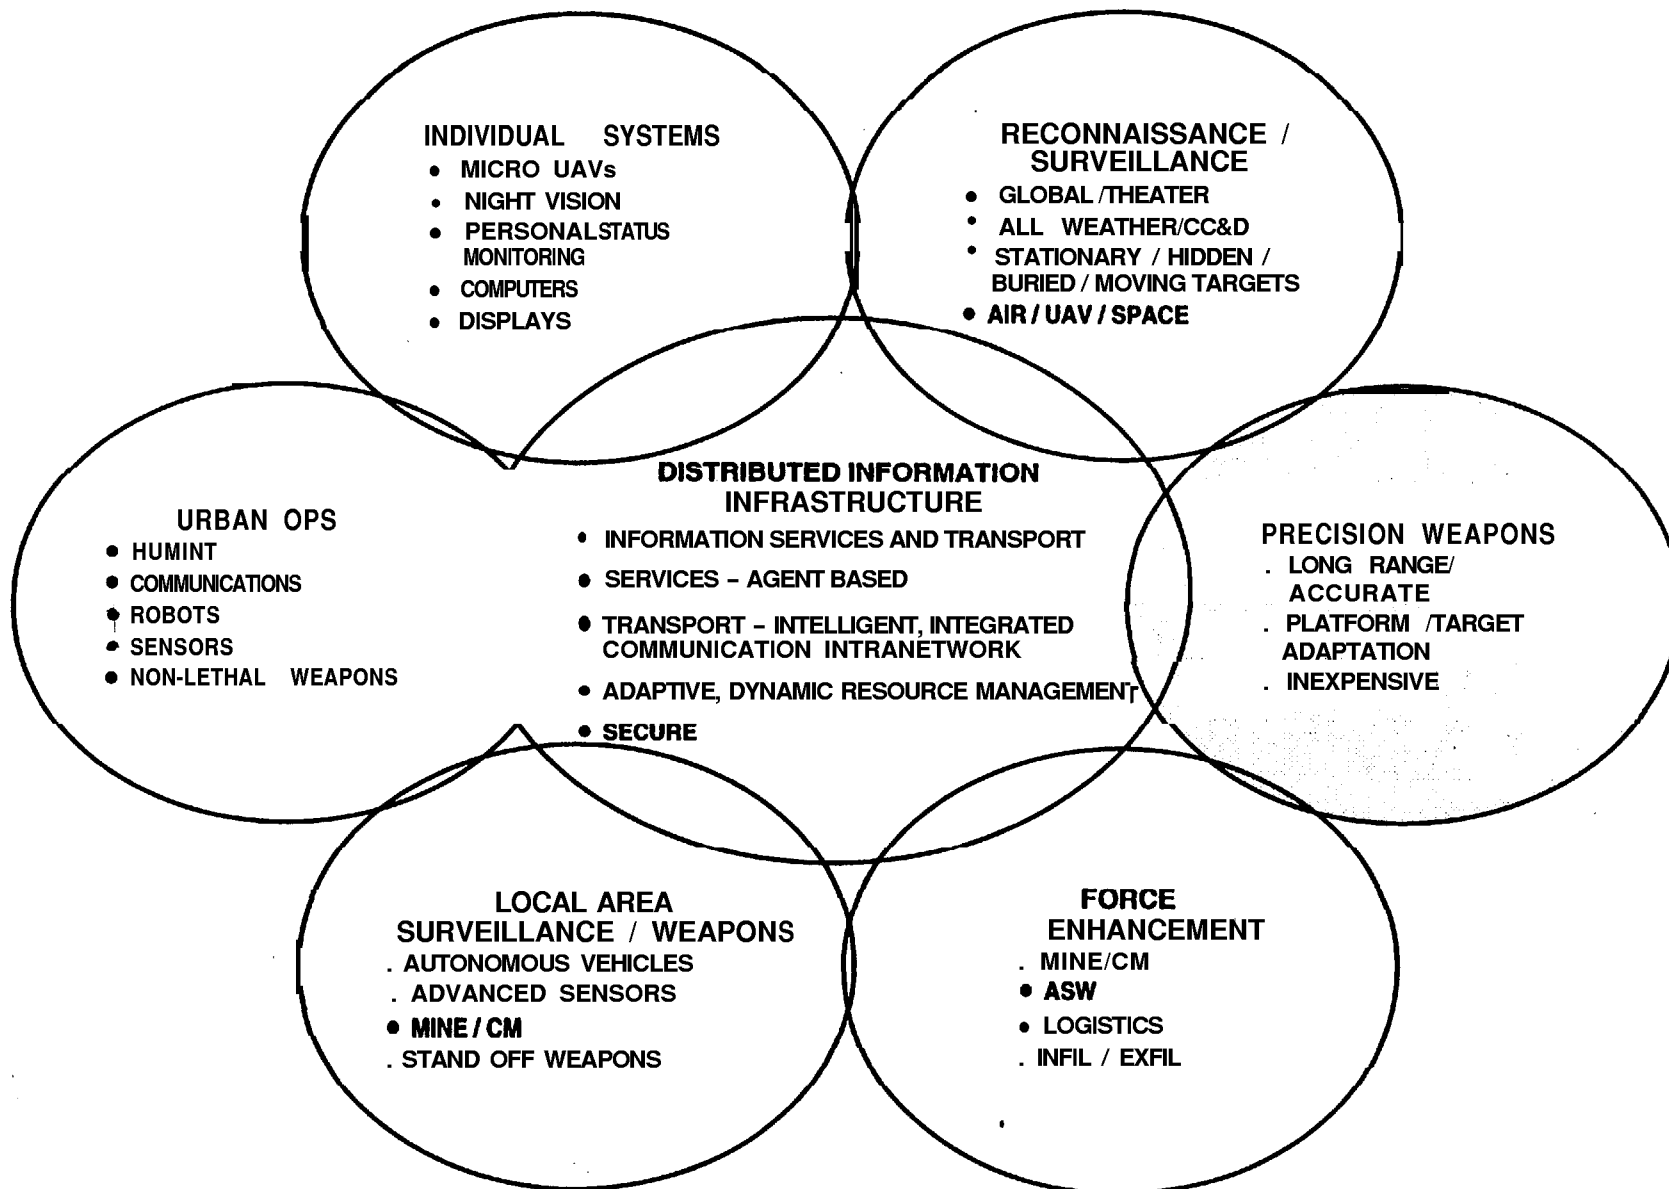 INDIVIDUAL SYSTEMS
• MICRO UAVs
• NIGHT VISION
• PERSONAL STATUS
MONITORING
• COMPUTERS
• DISPLAYS
RECONNAISSANCE /
SURVEILLANCE
• GLOBAL /THEATER
• ALL WEATHER/CC&D
• STATIONARY / HIDDEN /
BURIED / MOVING TARGETS
• AIR / UAV / SPACE
URBAN OPS
• HUMINT
• COMMUNICATIONS
• ROBOTS
• SENSORS
• NON-LETHAL WEAPONS
DISTRIBUTED INFORMATION
INFRASTRUCTURE
• INFORMATION SERVICES AND TRANSPORT
• SERVICES – AGENT BASED
• TRANSPORT – INTELLIGENT, INTEGRATED
COMMUNICATION INTRANETWORK
• ADAPTIVE, DYNAMIC RESOURCE MANAGEMENT
• SECURE
PRECISION WEAPONS
. LONG RANGE/
ACCURATE
. PLATFORM /TARGET
ADAPTATION
. INEXPENSIVE
LOCAL AREA
SURVEILLANCE / WEAPONS
. AUTONOMOUS VEHICLES
. ADVANCED SENSORS
• MINE / CM
. STAND OFF WEAPONS
FORCE
ENHANCEMENT
. MINE/CM
• ASW
• LOGISTICS
. INFIL / EXFIL